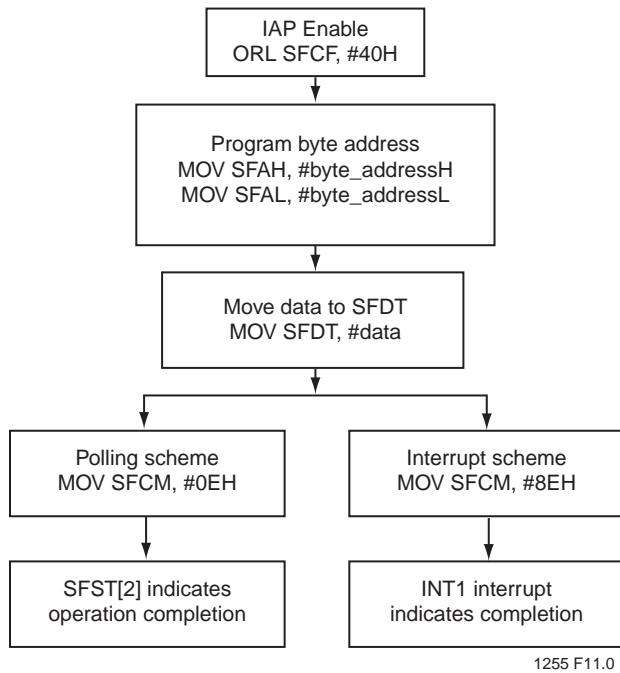 IAP Enable
ORL SFCF, #40H
Program byte address
MOV SFAH, #byte_addressH
MOV SFAL, #byte_addressL
Move data to SFDT
MOV SFDT, #data
Polling scheme
MOV SFCM, #0EH
Interrupt scheme
MOV SFCM, #8EH
SFST[2] indicates
operation completion
INT1 interrupt
indicates completion
1255 F11.0